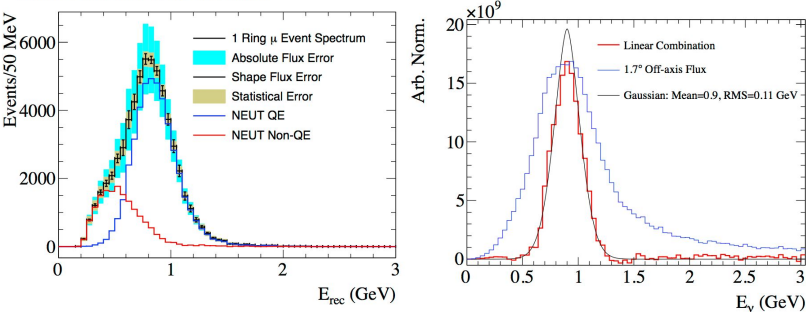 Events/50 MeV
6000
4000
2000
0
1 Ring μ Event Spectrum
Absolute Flux Error
Shape Flux Error
Statistical Error
NEUT QE
NEUT Non-QE
0
1
2
3
E_rec (GeV)
×10⁹
Arb. Norm.
20
15
10
5
0
Linear Combination
1.7° Off-axis Flux
Gaussian: Mean=0.9, RMS=0.11 GeV
0
0.5
1
1.5
2
2.5
3
E_ν (GeV)